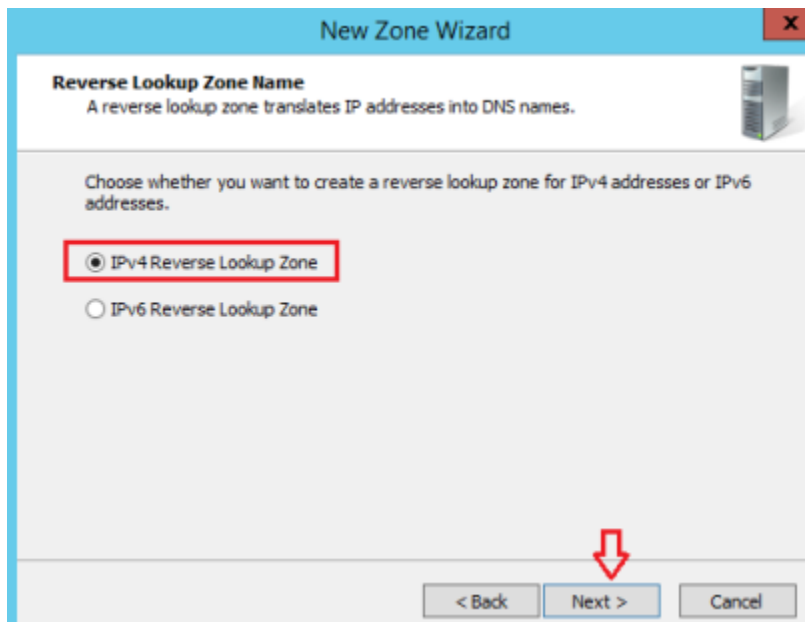 New Zone Wizard
x
Reverse Lookup Zone Name
A reverse lookup zone translates IP addresses into DNS names.
Choose whether you want to create a reverse lookup zone for IPv4 addresses or IPv6
addresses.
IPv4 Reverse Lookup Zone
IPv6 Reverse Lookup Zone
< Back Next > Cancel